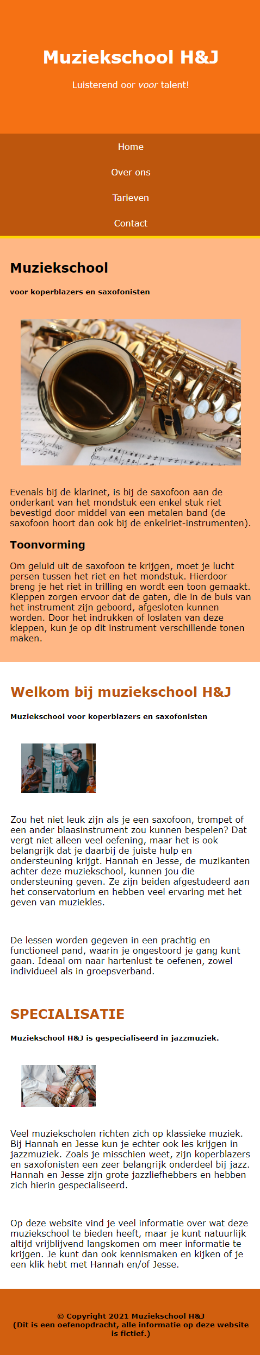 Muziekschool H&J
Luisterend oor voor talent!
Home
Over ons
Tarieven
Contact
Muziekschool
voor koperblazers en saxofonisten
Evenals bij de klarinet, is bij de saxofoon aan de
onderkant van het mondstuk een enkel stuk riet
bevestigd door middel van een metalen band (de
saxofoon hoort dan ook bij de enkelriet-instrumenten).
Toonvorming
Om geluid uit de saxofoon te krijgen, moet je lucht
persen tussen het riet en het mondstuk. Hierdoor
breng je het riet in trilling en wordt een toon gemaakt.
Kleppen zorgen ervoor dat de gaten, die in de buis van
het instrument zijn geboord, afgesloten kunnen
worden. Door het indrukken of loslaten van deze
kleppen, kun je op dit instrument verschillende tonen
maken.
Welkom bij muziekschool H&J
Muziekschool voor koperblazers en saxofonisten
Zou het niet leuk zijn als je een saxofoon, trompet of
een ander blaasinstrument zou kunnen bespelen? Dat
vergt niet alleen veel oefening, maar het is ook
belangrijk dat je daarbij de juiste hulp en
ondersteuning krijgt. Hannah en Jesse, de muzikanten
achter deze muziekschool, kunnen jou die
ondersteuning geven. Ze zijn beiden afgestudeerd aan
het conservatorium en hebben veel ervaring met het
geven van muziekles.
De lessen worden gegeven in een prachtig en
functioneel pand, waarin je ongestoord je gang kunt
gaan. Ideaal om naar hartenlust te oefenen, zowel
individueel als in groepsverband.
SPECIALISATIE
Muziekschool H&J is gespecialiseerd in jazzmuziek.
Veel muziekscholen richten zich op klassieke muziek.
Bij Hannah en Jesse kun je echter ook les krijgen in
jazzmuziek. Zoals je misschien weet, zijn koperblazers
en saxofonisten een zeer belangrijk onderdeel bij jazz.
Hannah en Jesse zijn grote jazzliefhebbers en hebben
zich hierin gespecialiseerd.
Op deze website vind je veel informatie over wat deze
muziekschool te bieden heeft, maar je kunt natuurlijk
altijd vrijblijvend langskomen om meer informatie te
krijgen. Je kunt dan ook kennismaken en kijken of je
een klik hebt met Hannah en/of Jesse.
© Copyright 2021 Muziekschool H&J
(Dit is een oefenopdracht, alle informatie op deze website
is fictief.)